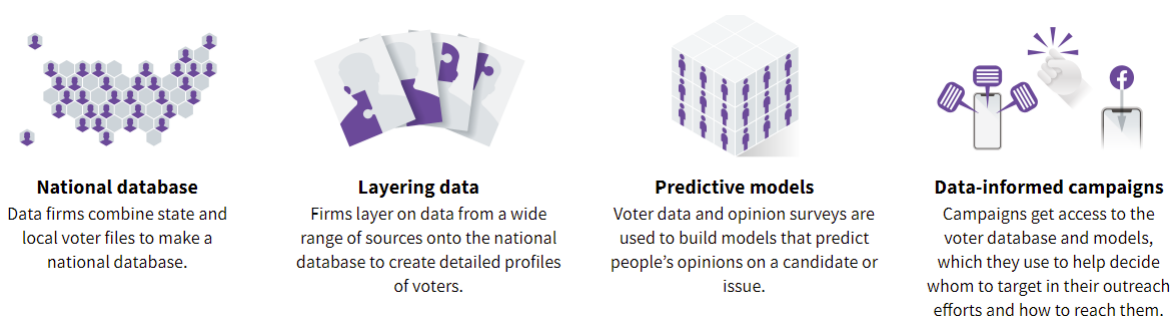 National database
Data firms combine state and
local voter files to make a
national database.
Layering data
Firms layer on data from a wide
range of sources onto the national
database to create detailed profiles
of voters.
Predictive models
Voter data and opinion surveys are
used to build models that predict
people’s opinions on a candidate or
issue.
Data-informed campaigns
Campaigns get access to the
voter database and models,
which they use to help decide
whom to target in their outreach
efforts and how to reach them.